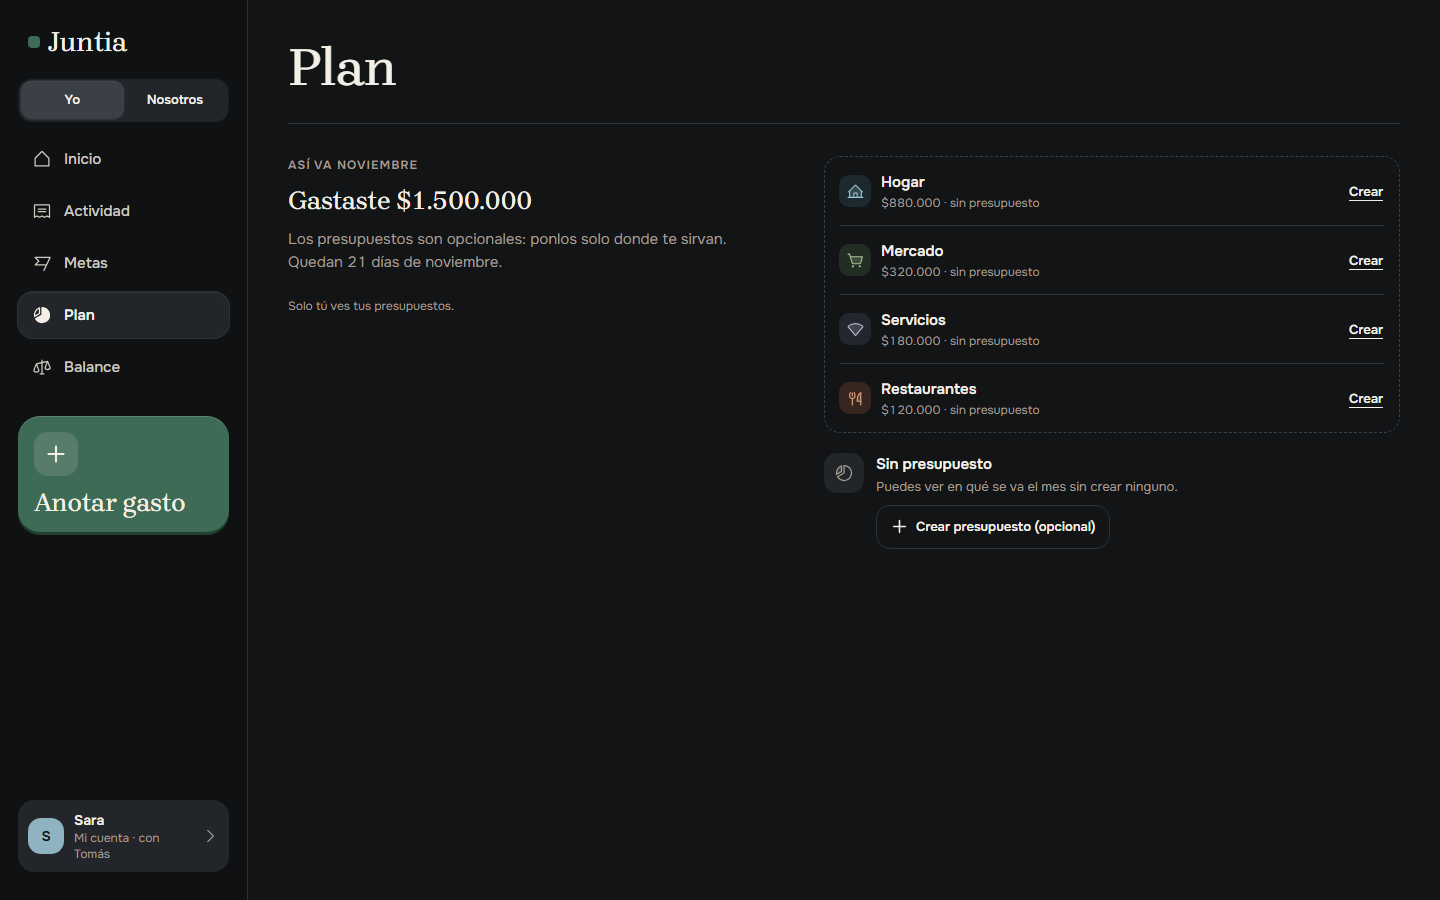 Juntia
Yo
Nosotros
Inicio
Actividad
Metas
Plan
Balance
Anotar gasto
Sara
Mi cuenta · con
Tomás
Plan
ASÍ VA NOVIEMBRE
Gastaste $1.500.000
Los presupuestos son opcionales: ponlos solo donde te sirvan.
Quedan 21 días de noviembre.
Solo tú ves tus presupuestos.
Hogar
$880.000 · sin presupuesto
Crear
Mercado
$320.000 · sin presupuesto
Crear
Servicios
$180.000 · sin presupuesto
Crear
Restaurantes
$120.000 · sin presupuesto
Crear
Sin presupuesto
Puedes ver en qué se va el mes sin crear ninguno.
Crear presupuesto (opcional)
S